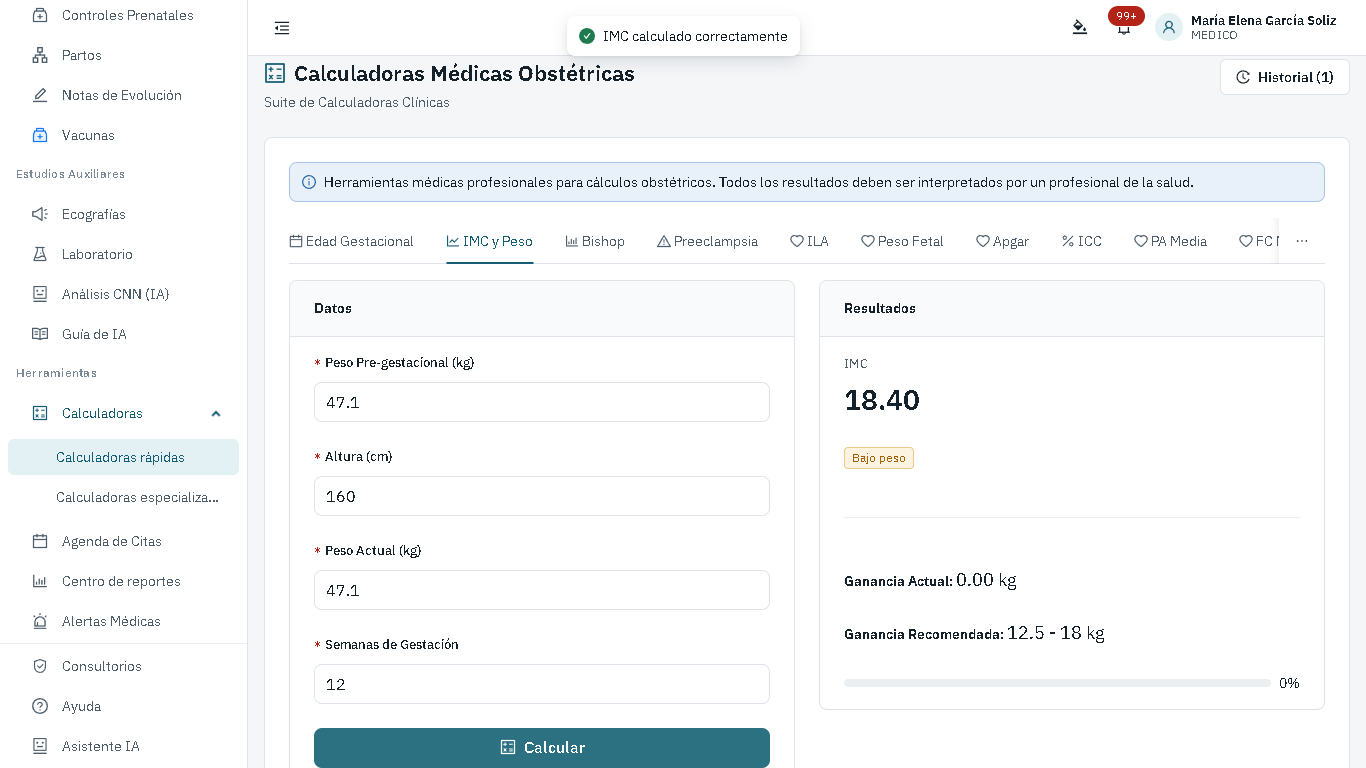 Controles Prenatales
Partos
Notas de Evolución
Vacunas
Estudios Auxiliares
Ecografías
Laboratorio
Análisis CNN (IA)
Guía de IA
Herramientas
Calculadoras
Calculadoras rápidas
Calculadoras especializa...
Agenda de Citas
Centro de reportes
Alertas Médicas
Consultorios
Ayuda
Asistente IA
IMC calculado correctamente
99+
María Elena García Soliz
MEDICO
Calculadoras Médicas Obstétricas
Suite de Calculadoras Clínicas
Historial (1)
Herramientas médicas profesionales para cálculos obstétricos. Todos los resultados deben ser interpretados por un profesional de la salud.
Edad Gestacional IMC y Peso Bishop Preeclampsia ILA Peso Fetal Apgar ICC PA Media FC ...
Datos
* Peso Pre-gestacional (kg)
47.1
* Altura (cm)
160
* Peso Actual (kg)
47.1
* Semanas de Gestación
12
Calcular
Resultados
IMC
18.40
Bajo peso
Ganancia Actual: 0.00 kg
Ganancia Recomendada: 12.5 - 18 kg
0%